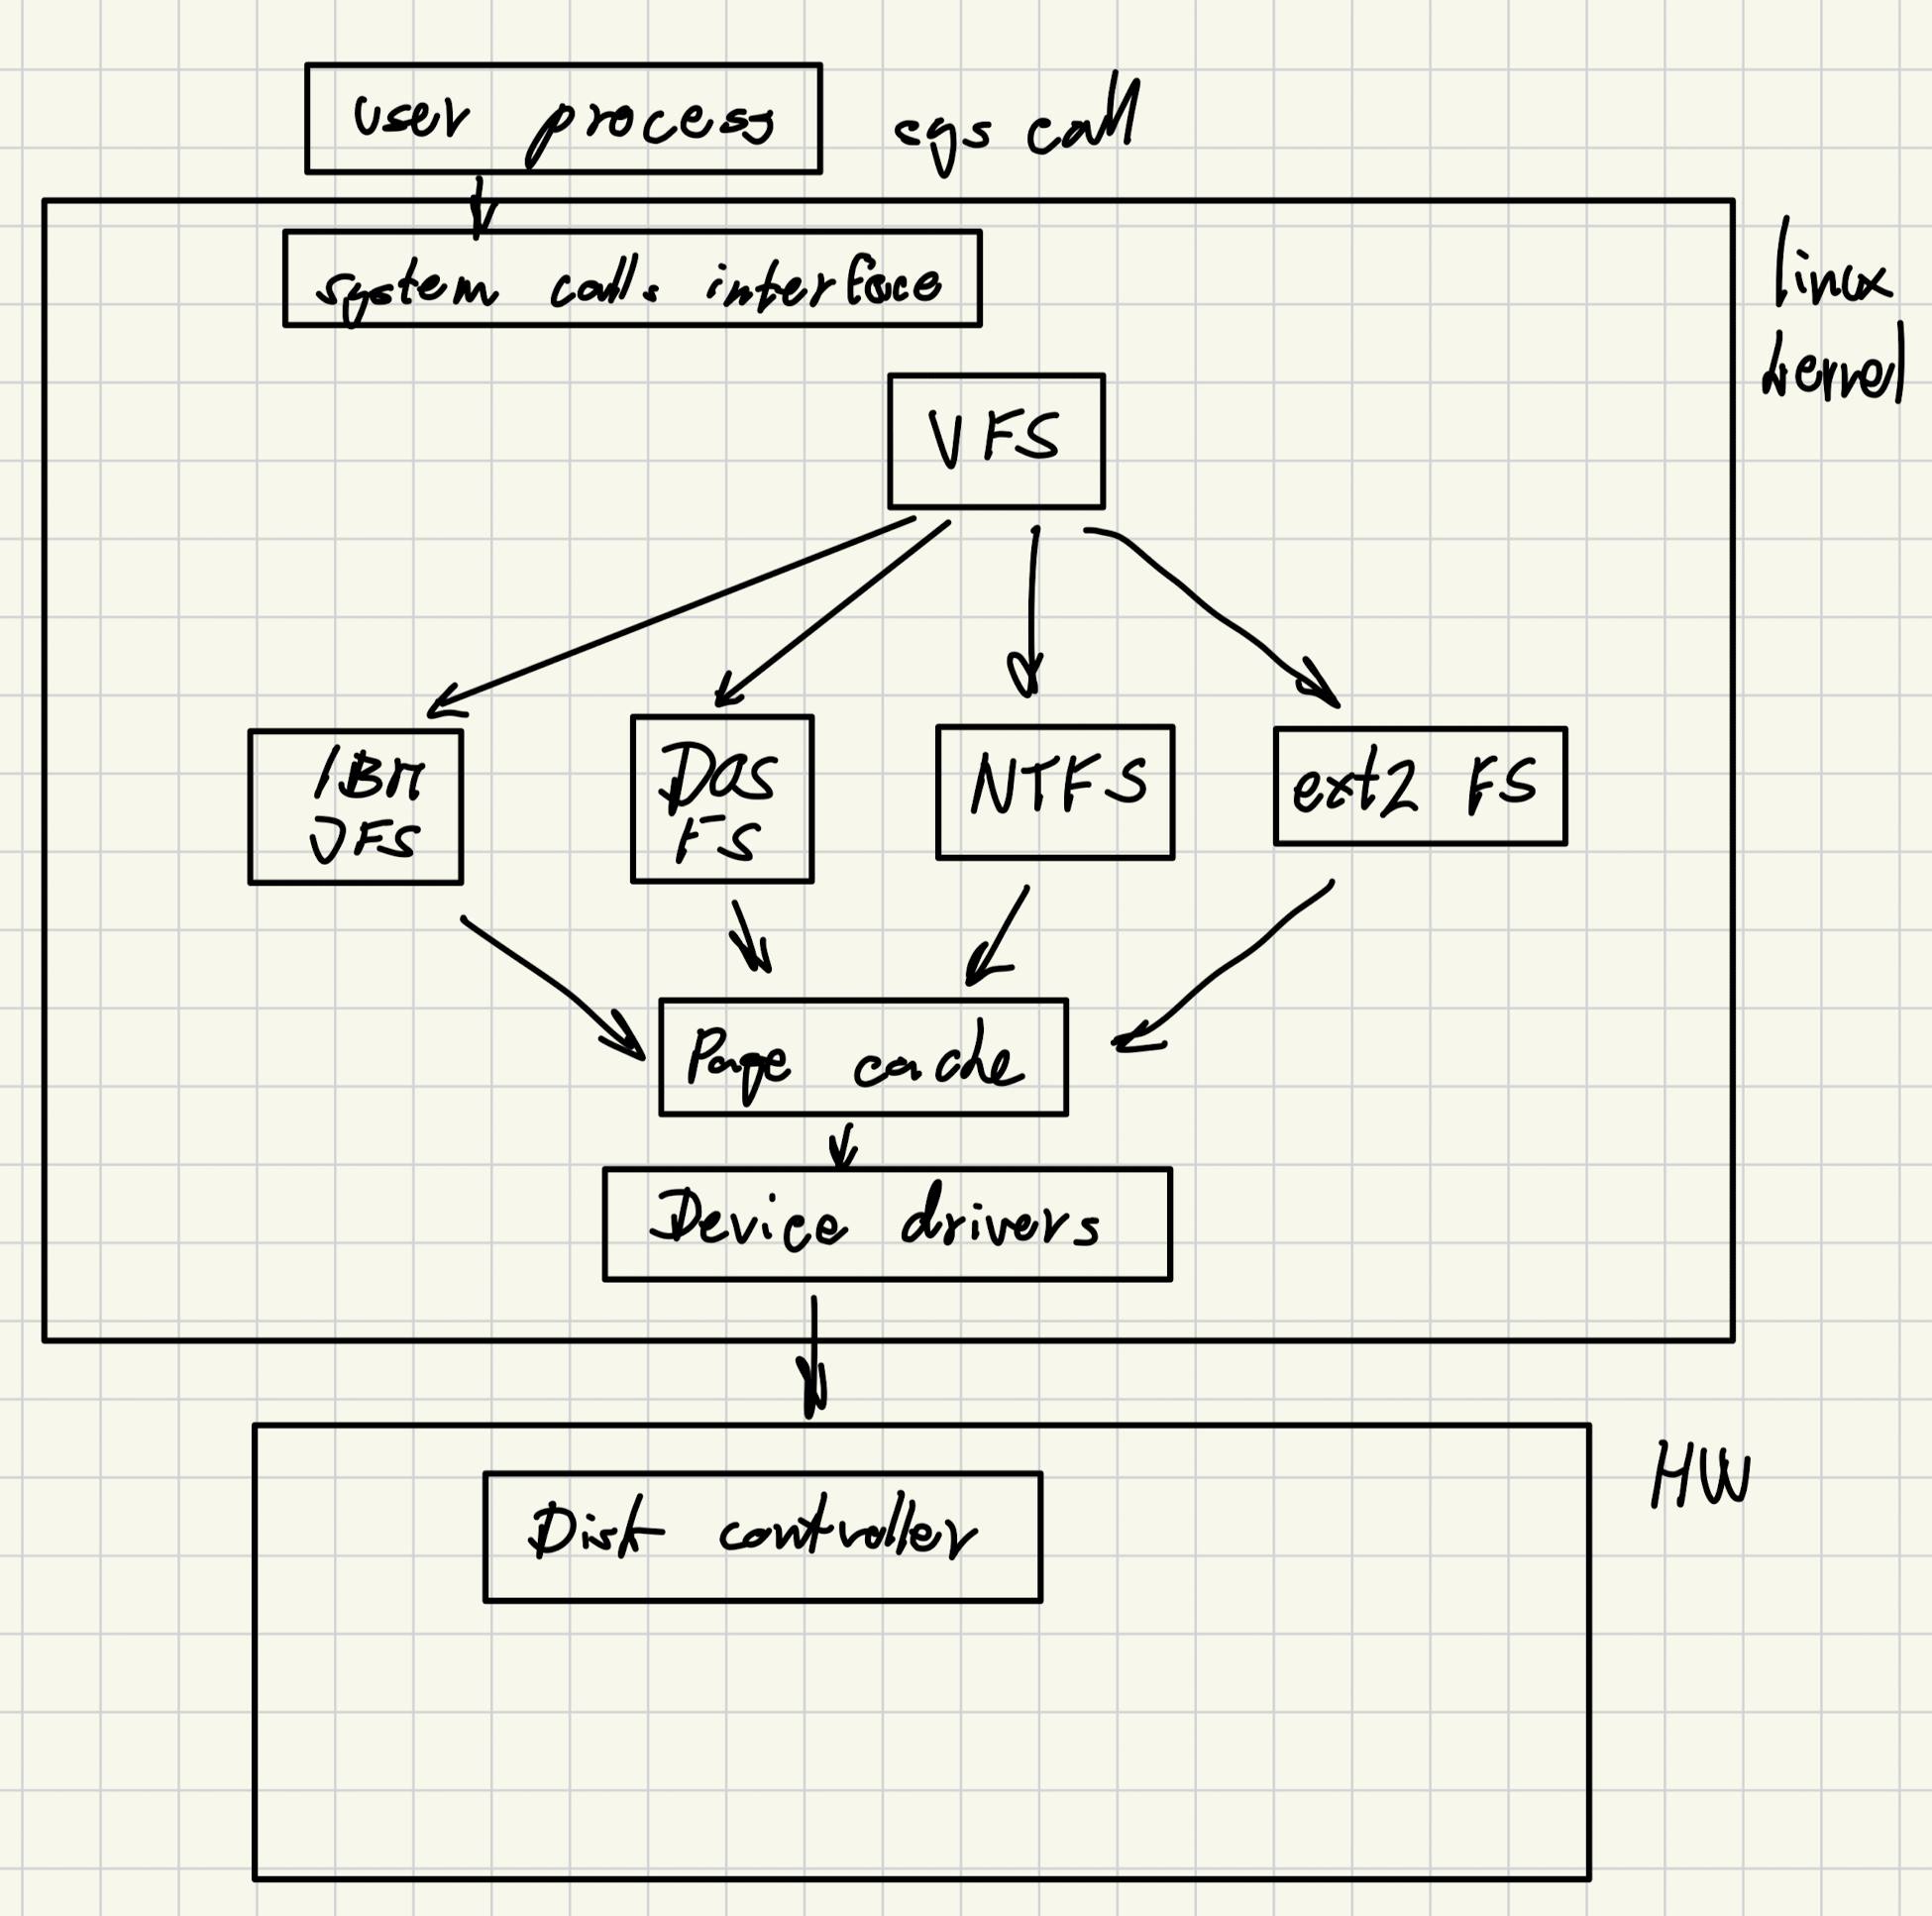 user process
sys call
system calls interface
linux
kernel
VFS
IBM
JFS
DOS
FS
NTFS
ext2 FS
Page cache
Device drivers
HW
Disk controller